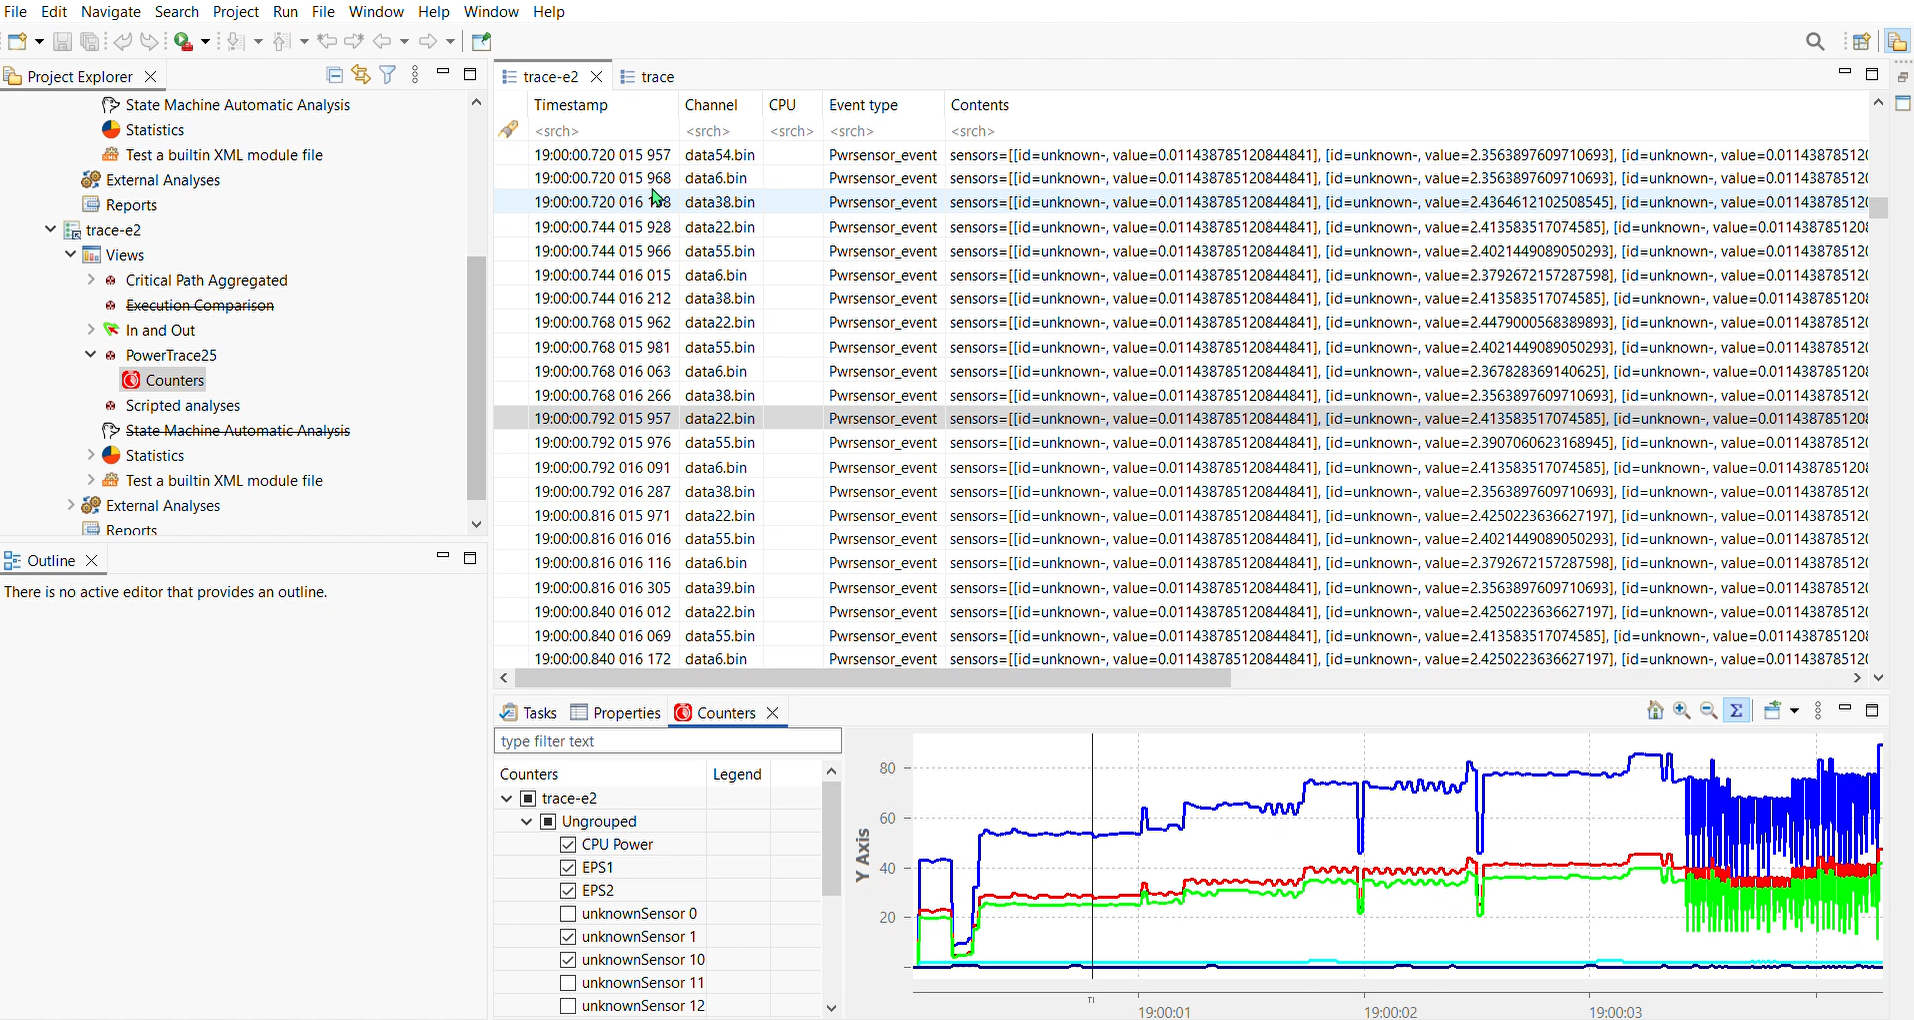 File Edit Navigate Search Project Run File Window Help Window Help
Project Explorer
State Machine Automatic Analysis
Statistics
Test a builtin XML module file
External Analyses
Reports
trace-e2
Views
Critical Path Aggregated
Execution Comparison
In and Out
PowerTrace25
Counters
Scripted analyses
State Machine Automatic Analysis
Statistics
Test a builtin XML module file
External Analyses
Reports
Outline
There is no active editor that provides an outline.
trace-e2 trace
Timestamp Channel CPU Event type Contents
<srch> <srch> <srch> <srch> <srch>
19:00:00.720 015 957 data54.bin Pwrsensor_event sensors=[[id=unknown-, value=0.011438785120844841], [id=unknown-, value=2.3563897609710693], [id=unknown-, value=0.01143878512(
19:00:00.720 015 968 data6.bin Pwrsensor_event sensors=[[id=unknown-, value=0.011438785120844841], [id=unknown-, value=2.3563897609710693], [id=unknown-, value=0.01143878512(
19:00:00.720 016 data38.bin Pwrsensor_event sensors=[[id=unknown-, value=0.011438785120844841], [id=unknown-, value=2.4364612102508545], [id=unknown-, value=0.01143878512(
19:00:00.744 015 928 data22.bin Pwrsensor_event sensors=[[id=unknown-, value=0.011438785120844841], [id=unknown-, value=2.413583517074585], [id=unknown-, value=0.011438785120
19:00:00.744 015 966 data55.bin Pwrsensor_event sensors=[[id=unknown-, value=0.011438785120844841], [id=unknown-, value=2.4021449089050293], [id=unknown-, value=0.01143878512(
19:00:00.744 016 015 data6.bin Pwrsensor_event sensors=[[id=unknown-, value=0.011438785120844841], [id=unknown-, value=2.3792672157287598], [id=unknown-, value=0.01143878512(
19:00:00.744 016 212 data38.bin Pwrsensor_event sensors=[[id=unknown-, value=0.011438785120844841], [id=unknown-, value=2.413583517074585], [id=unknown-, value=0.011438785120
19:00:00.768 015 962 data22.bin Pwrsensor_event sensors=[[id=unknown-, value=0.011438785120844841], [id=unknown-, value=2.4479000568389893], [id=unknown-, value=0.01143878512(
19:00:00.768 015 981 data55.bin Pwrsensor_event sensors=[[id=unknown-, value=0.011438785120844841], [id=unknown-, value=2.4021449089050293], [id=unknown-, value=0.01143878512(
19:00:00.768 016 063 data6.bin Pwrsensor_event sensors=[[id=unknown-, value=0.011438785120844841], [id=unknown-, value=2.367828369140625], [id=unknown-, value=0.011438785120
19:00:00.768 016 266 data38.bin Pwrsensor_event sensors=[[id=unknown-, value=0.011438785120844841], [id=unknown-, value=2.3563897609710693], [id=unknown-, value=0.01143878512(
19:00:00.792 015 957 data22.bin Pwrsensor_event sensors=[[id=unknown-, value=0.011438785120844841], [id=unknown-, value=2.413583517074585], [id=unknown-, value=0.011438785120
19:00:00.792 015 976 data55.bin Pwrsensor_event sensors=[[id=unknown-, value=0.011438785120844841], [id=unknown-, value=2.3907060623168945], [id=unknown-, value=0.01143878512(
19:00:00.792 016 091 data6.bin Pwrsensor_event sensors=[[id=unknown-, value=0.011438785120844841], [id=unknown-, value=2.413583517074585], [id=unknown-, value=0.011438785120
19:00:00.792 016 287 data38.bin Pwrsensor_event sensors=[[id=unknown-, value=0.011438785120844841], [id=unknown-, value=2.3563897609710693], [id=unknown-, value=0.01143878512(
19:00:00.816 015 971 data22.bin Pwrsensor_event sensors=[[id=unknown-, value=0.011438785120844841], [id=unknown-, value=2.4250223636627197], [id=unknown-, value=0.01143878512(
19:00:00.816 016 016 data55.bin Pwrsensor_event sensors=[[id=unknown-, value=0.011438785120844841], [id=unknown-, value=2.4021449089050293], [id=unknown-, value=0.01143878512(
19:00:00.816 016 116 data6.bin Pwrsensor_event sensors=[[id=unknown-, value=0.011438785120844841], [id=unknown-, value=2.3792672157287598], [id=unknown-, value=0.01143878512(
19:00:00.816 016 305 data39.bin Pwrsensor_event sensors=[[id=unknown-, value=0.011438785120844841], [id=unknown-, value=2.3563897609710693], [id=unknown-, value=0.01143878512(
19:00:00.840 016 012 data22.bin Pwrsensor_event sensors=[[id=unknown-, value=0.011438785120844841], [id=unknown-, value=2.4250223636627197], [id=unknown-, value=0.01143878512(
19:00:00.840 016 069 data55.bin Pwrsensor_event sensors=[[id=unknown-, value=0.011438785120844841], [id=unknown-, value=2.413583517074585], [id=unknown-, value=0.011438785120
19:00:00.840 016 172 data6.bin Pwrsensor_event sensors=[[id=unknown-, value=0.011438785120844841], [id=unknown-, value=2.4250223636627197], [id=unknown-, value=0.01143878512(
Tasks Properties Counters
type filter text
Counters Legend
trace-e2
Ungrouped
CPU Power
EPS1
EPS2
unknownSensor 0
unknownSensor 1
unknownSensor 10
unknownSensor 11
unknownSensor 12
Y Axis
80
60
40
20
TI
19:00:01 19:00:02 19:00:03